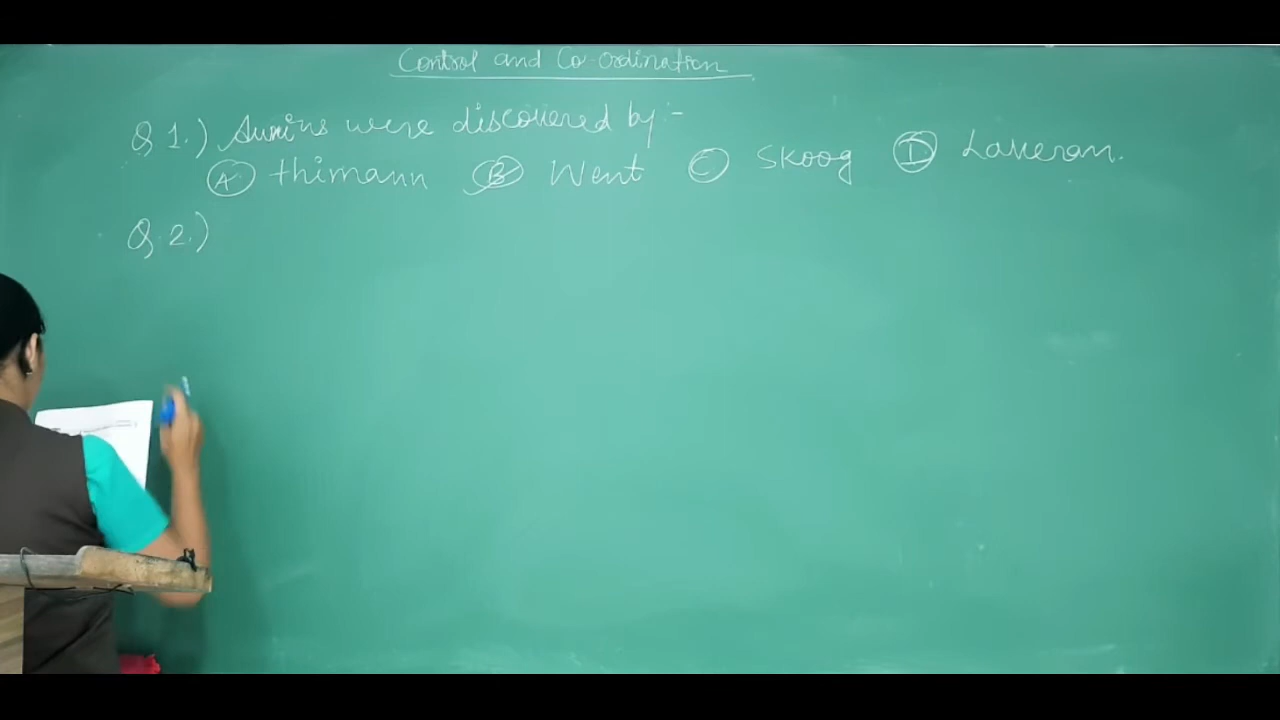 Control and Co-ordination
Q 1.) Auxins were discovered by :-
(A) thimann (B) Went (C) Skoog (D) Laveran.
Q 2.)